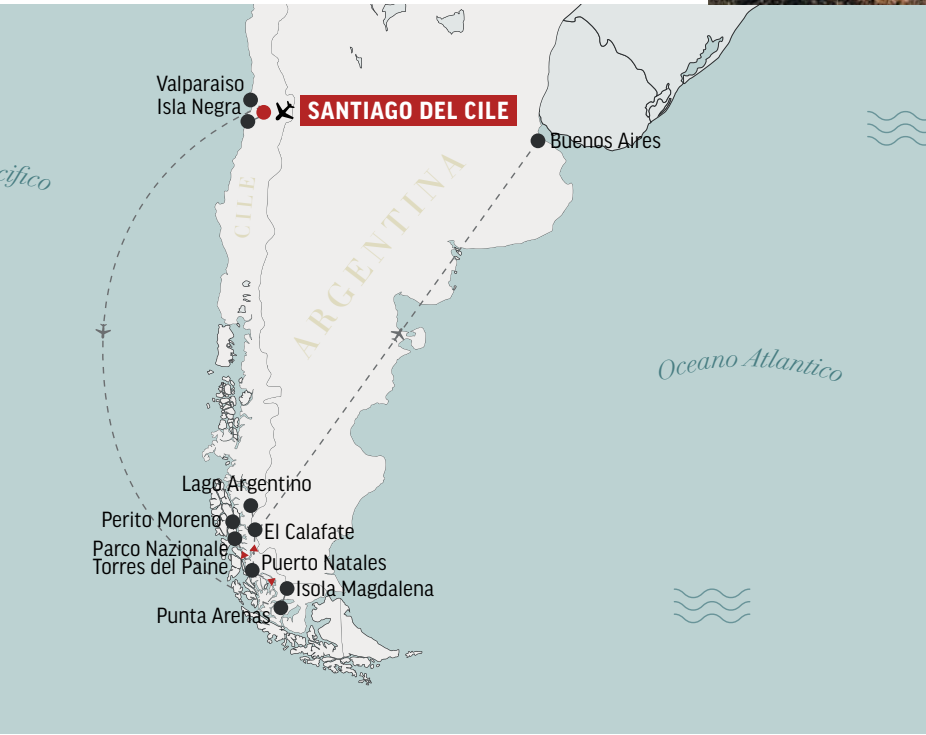 Valparaiso
Isla Negra
SANTIAGO DEL CILE
Buenos Aires
cifico
CILE
ARGENTINA
Oceano Atlantico
Lago Argentino
Perito Moreno
El Calafate
Parco Nazionale
Torres del Paine
Puerto Natales
Isola Magdalena
Punta Arenas